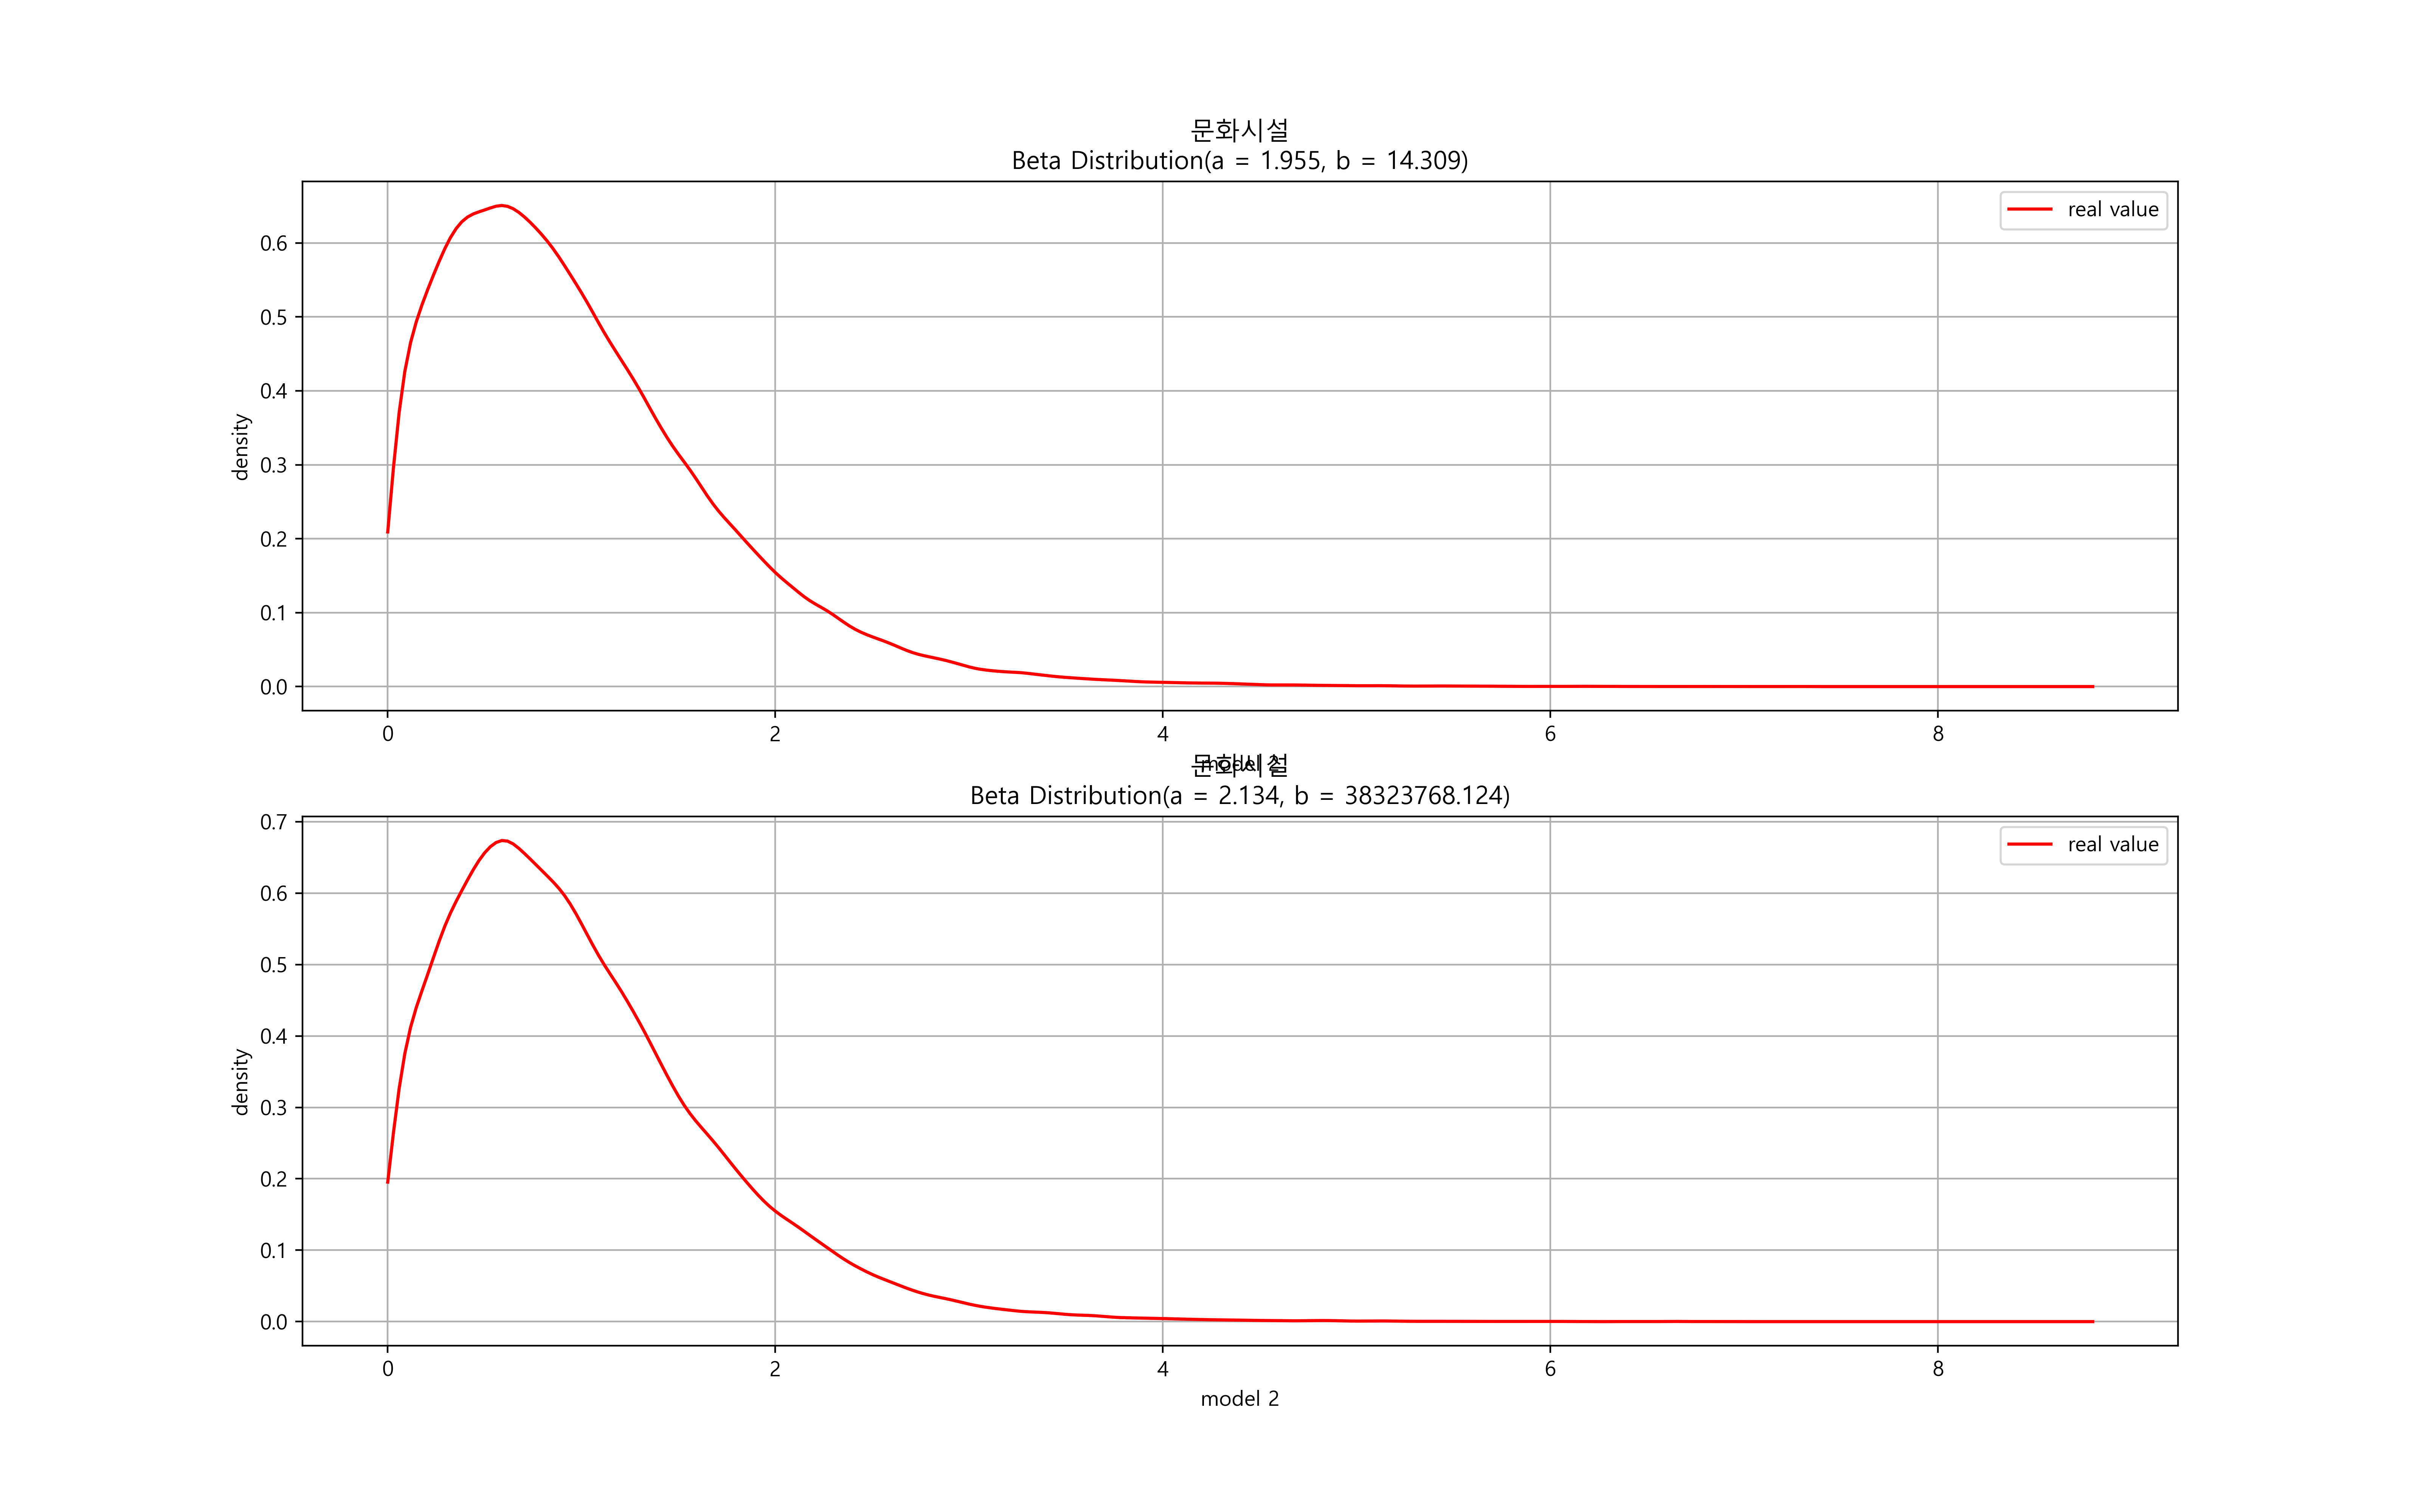 문화시설
Beta Distribution(a = 1.955, b = 14.309)
real value
density
0.6
0.5
0.4
0.3
0.2
0.1
0.0
0 2 4 6 8
model 2
문화시설
Beta Distribution(a = 2.134, b = 38323768.124)
real value
density
0.7
0.6
0.5
0.4
0.3
0.2
0.1
0.0
0 2 4 6 8
model 2